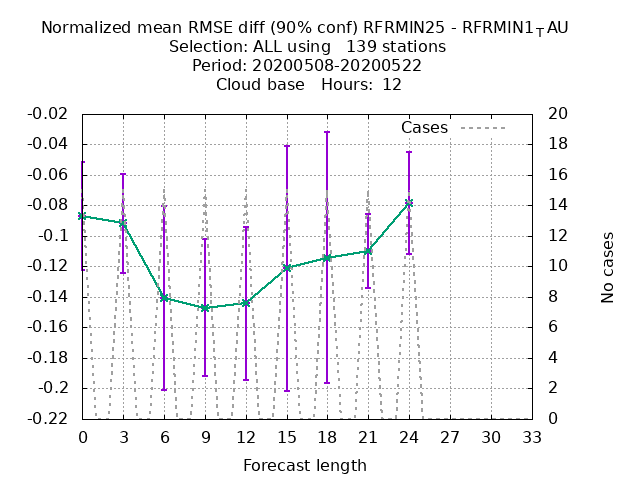 Normalized mean RMSE diff (90% conf) RFRMIN25 - RFRMIN1_TAU
Selection: ALL using 139 stations
Period: 20200508-20200522
Cloud base Hours: 12
Cases
-0.02
-0.04
-0.06
-0.08
-0.1
-0.12
-0.14
-0.16
-0.18
-0.2
-0.22
20
18
16
14
12
10
8
6
4
2
0
No cases
0 3 6 9 12 15 18 21 24 27 30 33
Forecast length